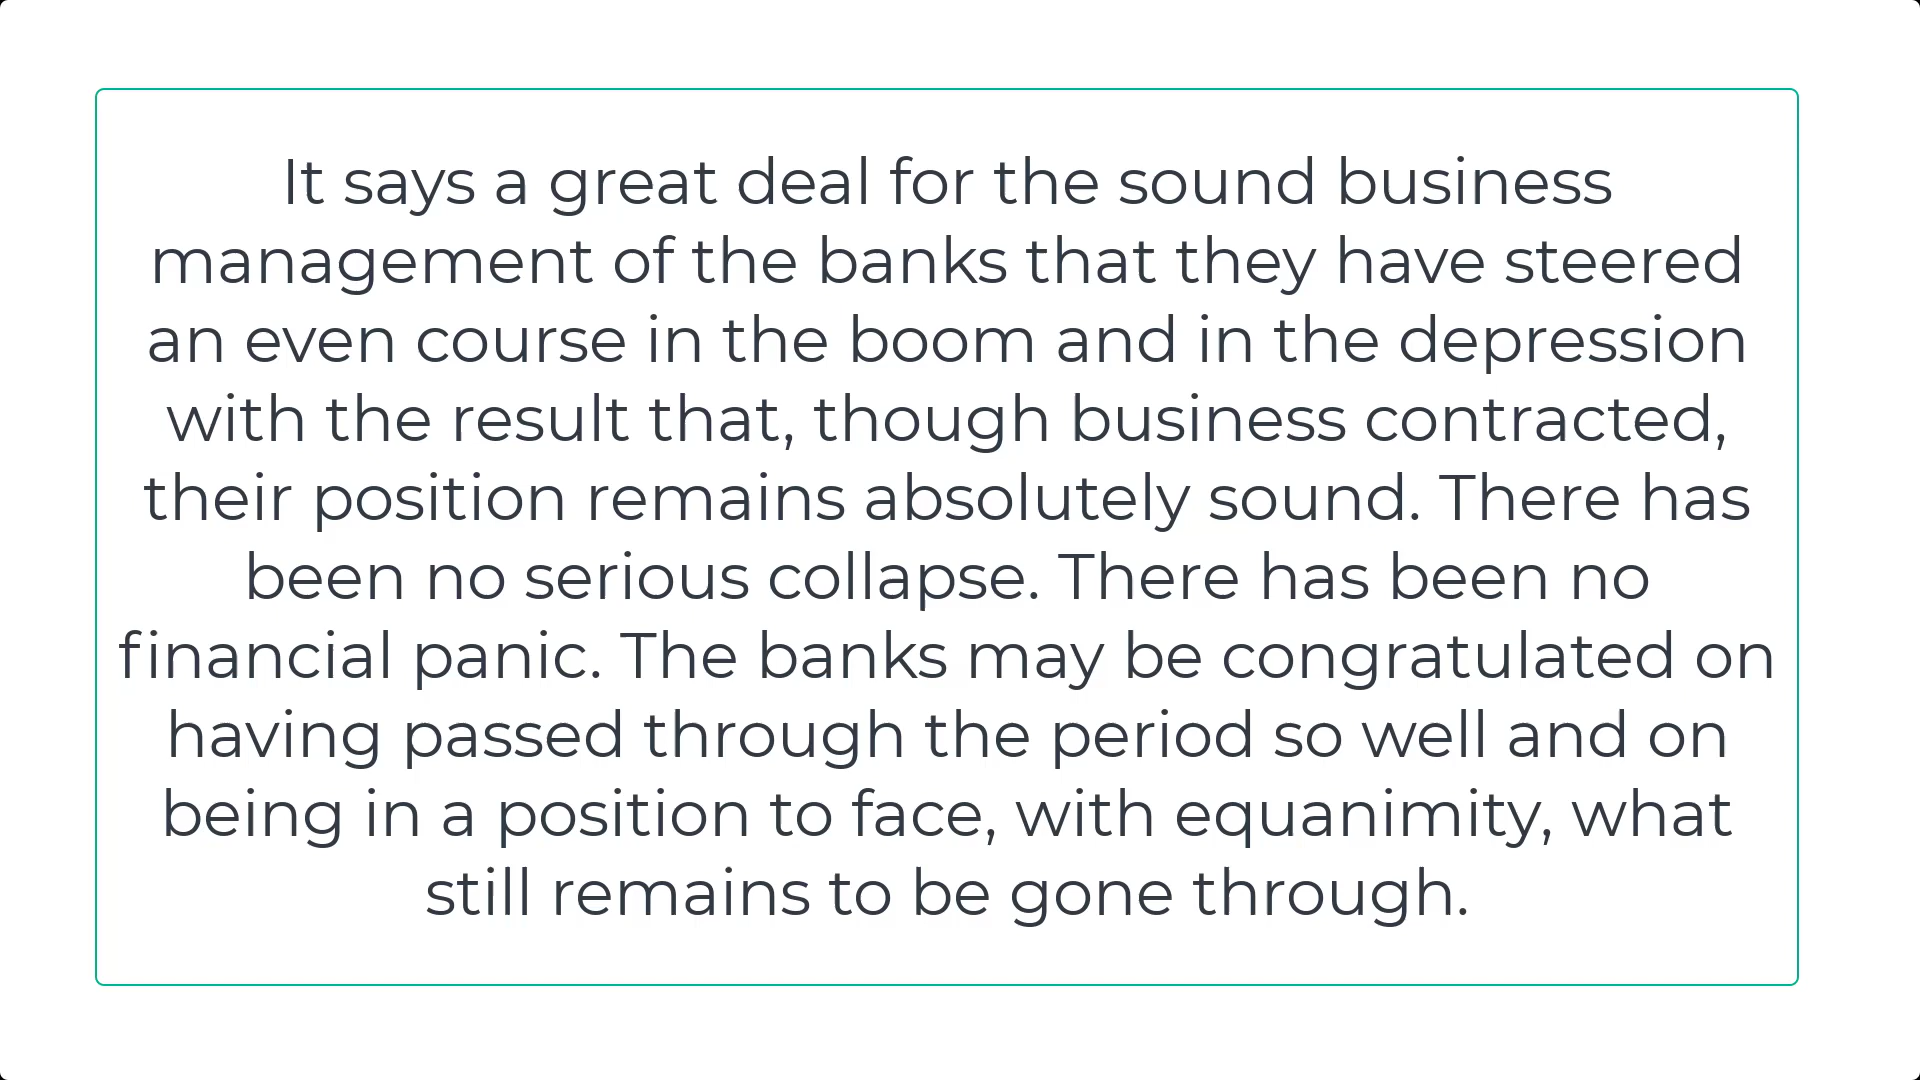 It says a great deal for the sound business
management of the banks that they have steered
an even course in the boom and in the depression
with the result that, though business contracted,
their position remains absolutely sound. There has
been no serious collapse. There has been no
financial panic. The banks may be congratulated on
having passed through the period so well and on
being in a position to face, with equanimity, what
still remains to be gone through.